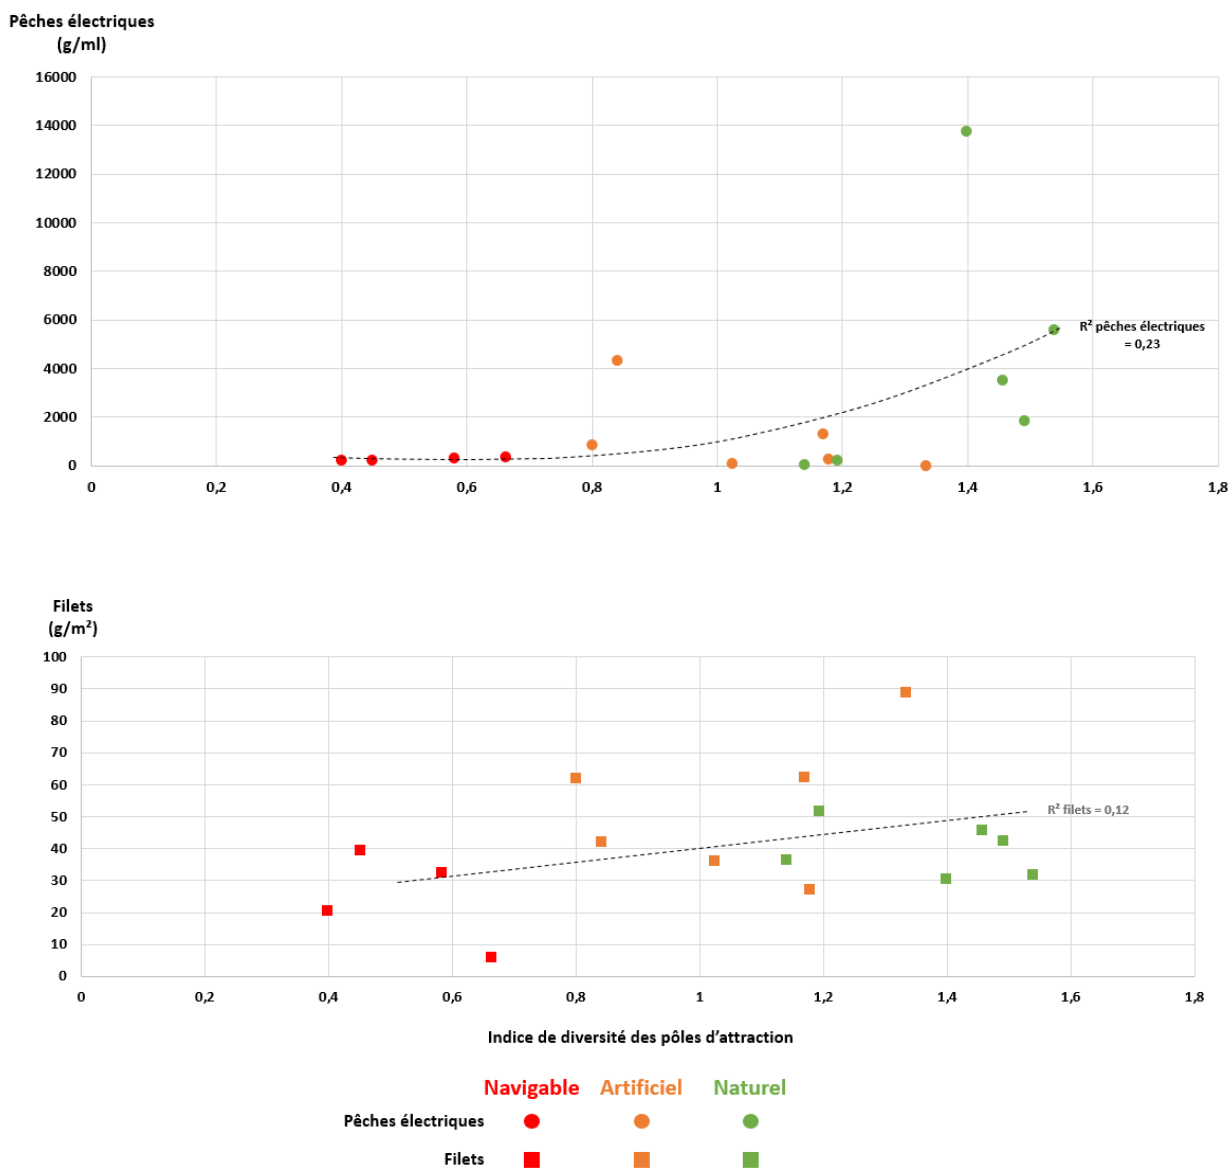 Pêches électriques
(g/ml)
16000
14000
12000
10000
8000
6000
4000
2000
0
R² pêches électriques
= 0,23
0 0,2 0,4 0,6 0,8 1 1,2 1,4 1,6 1,8
Filets
(g/m²)
100
90
80
70
60
50
40
30
20
10
0
R² filets = 0,12
0 0,2 0,4 0,6 0,8 1 1,2 1,4 1,6 1,8
Indice de diversité des pôles d’attraction
Navigable Artificiel Naturel
Pêches électriques
Filets